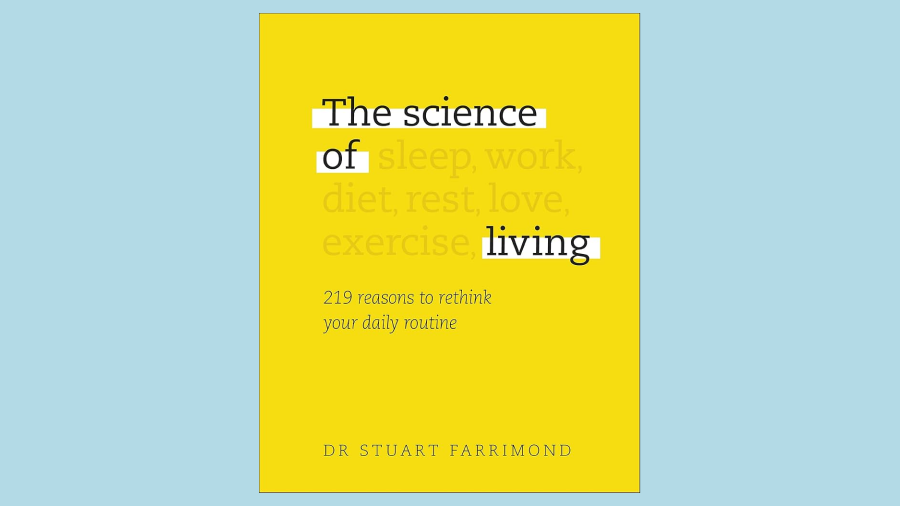 The science
of sleep, work,
diet, rest, love,
exercise, living
219 reasons to rethink
your daily routine
DR STUART FARRIMOND